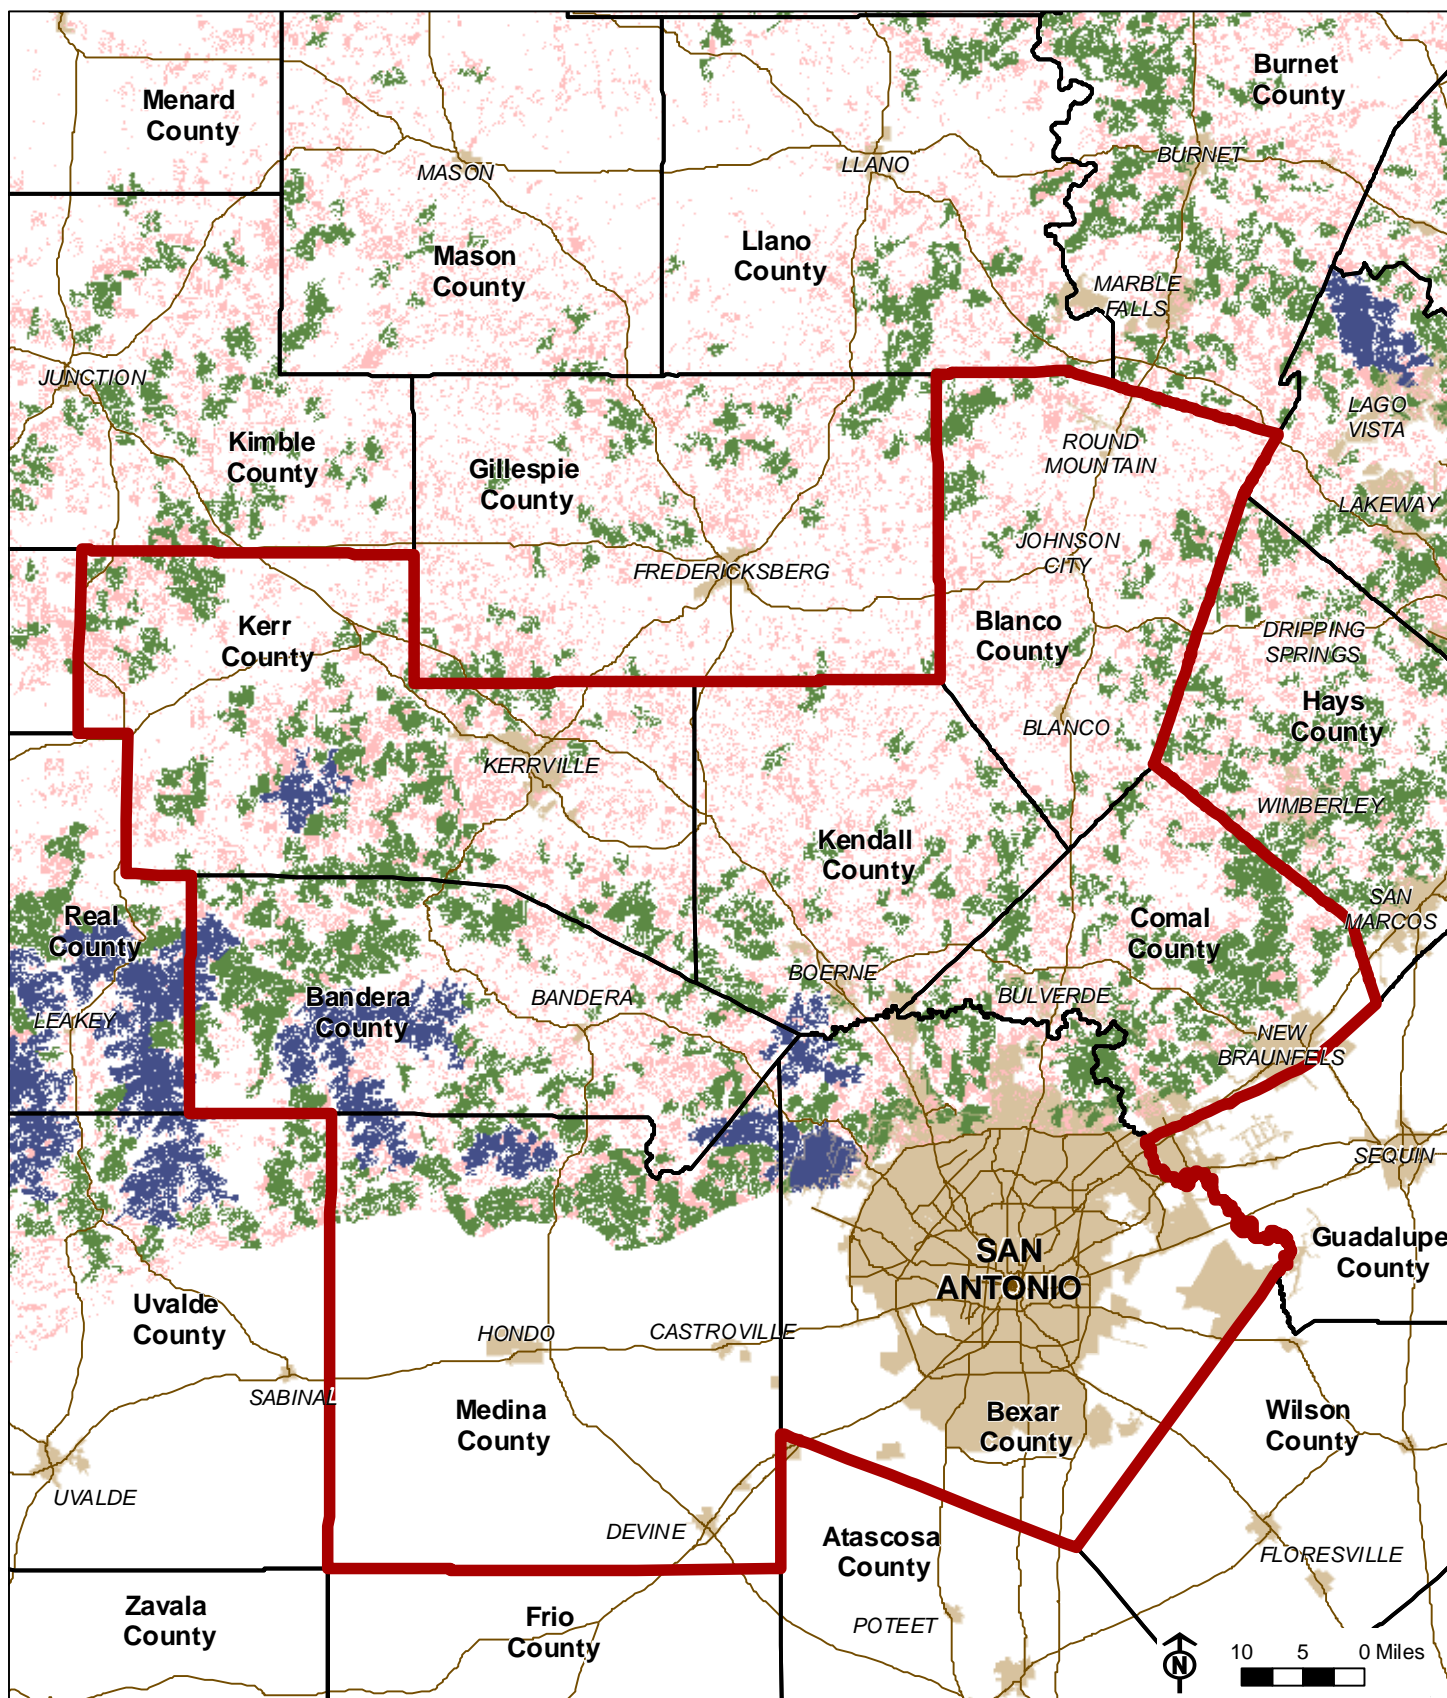 Burnet
County
Menard
County
BURNET
LLANO
MASON
Llano
County
Mason
County
MARBLE
FALLS
JUNCTION
LAGO
VISTA
Kimble
County
ROUND
MOUNTAIN
Gillespie
County
LAKEWAY
JOHNSON
CITY
FREDERICKSBERG
Kerr
County
Blanco
County
DRIPPING
SPRINGS
Hays
County
BLANCO
KERRVILLE
WIMBERLEY
Kendall
County
SAN
MARCOS
Real
County
Comal
County
BOERNE
BULVERDE
Bandera
County
BANDERA
LEAKEY
NEW
BRAUNFELS
SEQUIN
SAN
ANTONIO
Guadalupe
County
Uvalde
County
HONDO
CASTROVILLE
SABINAL
Medina
County
Bexar
County
Wilson
County
UVALDE
DEVINE
Atascosa
County
FLORESVILLE
Zavala
County
Frio
County
POTEET
N
10 5 0 Miles